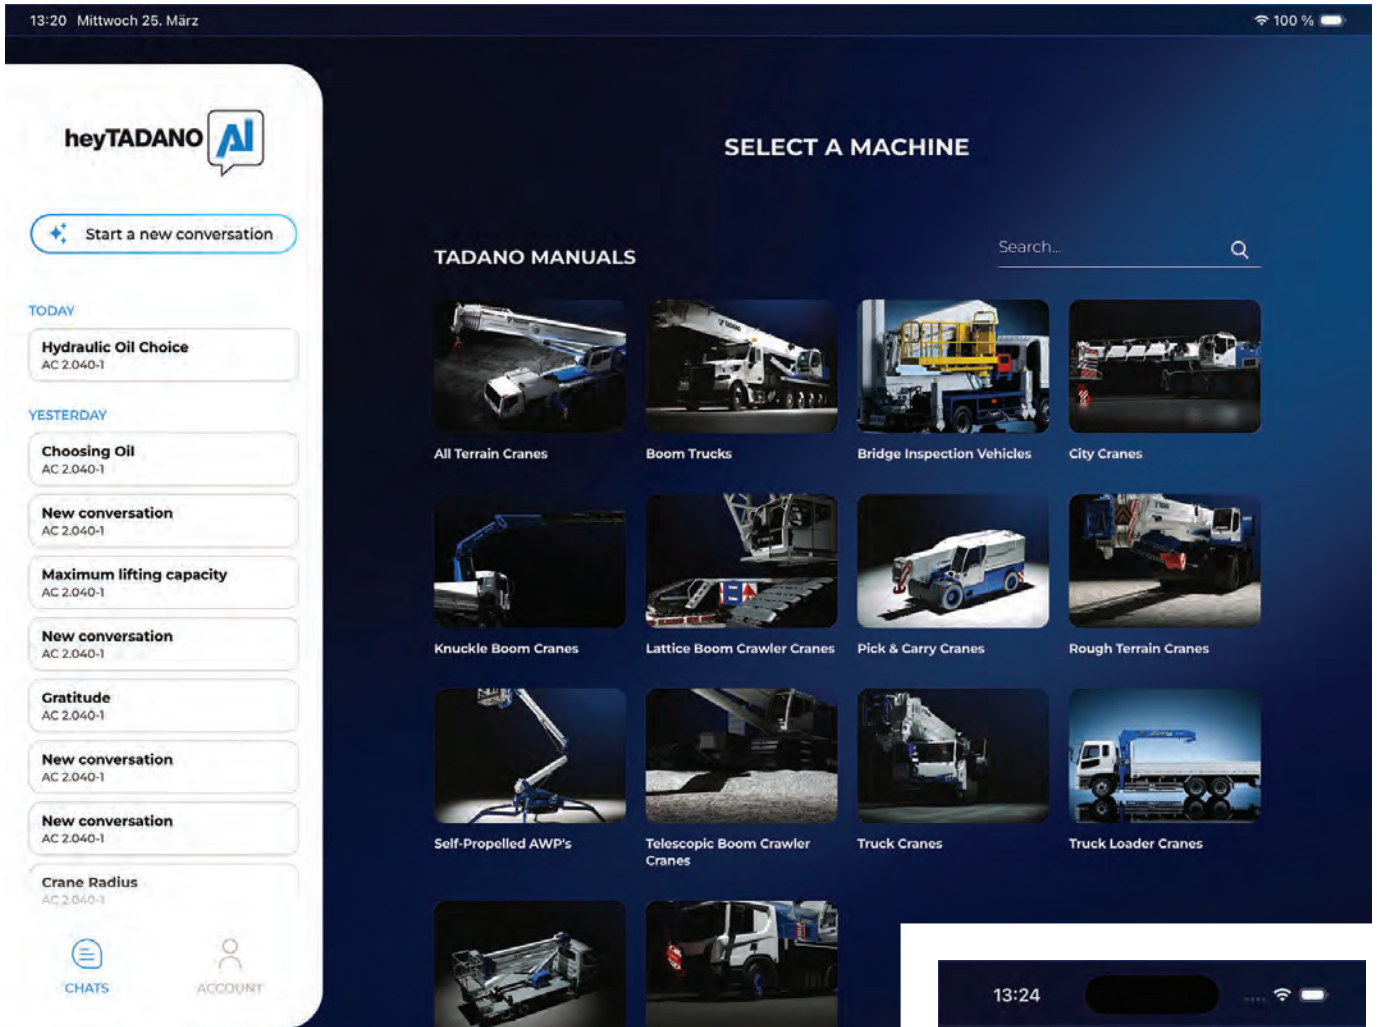 13:20 Mittwoch 25. März
100 %
heyTADANO AI
Start a new conversation
TODAY
Hydraulic Oil Choice
AC 2.040-1
YESTERDAY
Choosing Oil
AC 2.040-1
New conversation
AC 2.040-1
Maximum lifting capacity
AC 2.040-1
New conversation
AC 2.040-1
Gratitude
AC 2.040-1
New conversation
AC 2.040-1
New conversation
AC 2.040-1
Crane Radius
AC 2.040-1
CHATS
ACCOUNT
SELECT A MACHINE
TADANO MANUALS
Search...
All Terrain Cranes
Boom Trucks
Bridge Inspection Vehicles
City Cranes
Knuckle Boom Cranes
Lattice Boom Crawler Cranes
Pick & Carry Cranes
Rough Terrain Cranes
Self-Propelled AWP's
Telescopic Boom Crawler
Cranes
Truck Cranes
Truck Loader Cranes
13:24